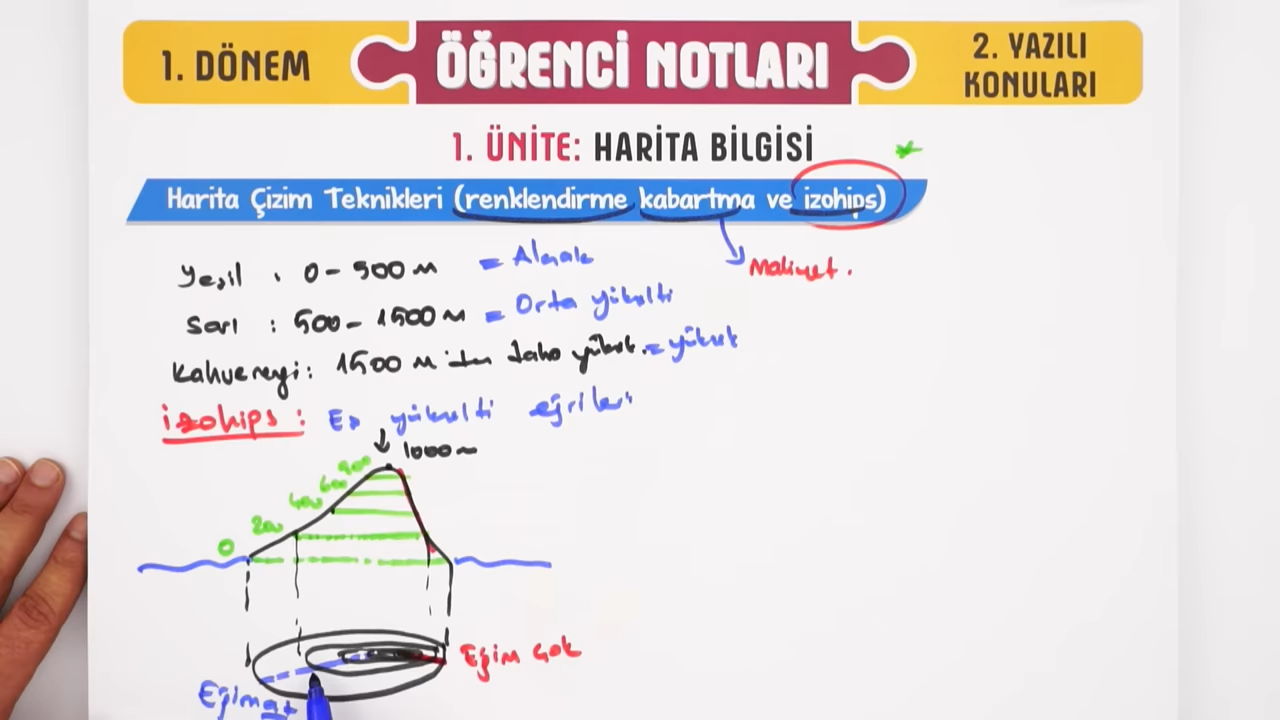 1. DÖNEM
ÖĞRENCİ NOTLARI
2. YAZILI
KONULARI
1. ÜNİTE: HARİTA BİLGİSİ
Harita Çizim Teknikleri (renklendirme kabartma ve izohips)
Maliyet.
Yeşil : 0-500 m = Alçak
Sarı : 500-1500 m = Orta yükselti
Kahverengi: 1500 m'den daha yüksek. = yüksek
izohips: Eş yükselti eğrileri
1000 m
800
600
400
200
0
Eğim çok
Eğim az